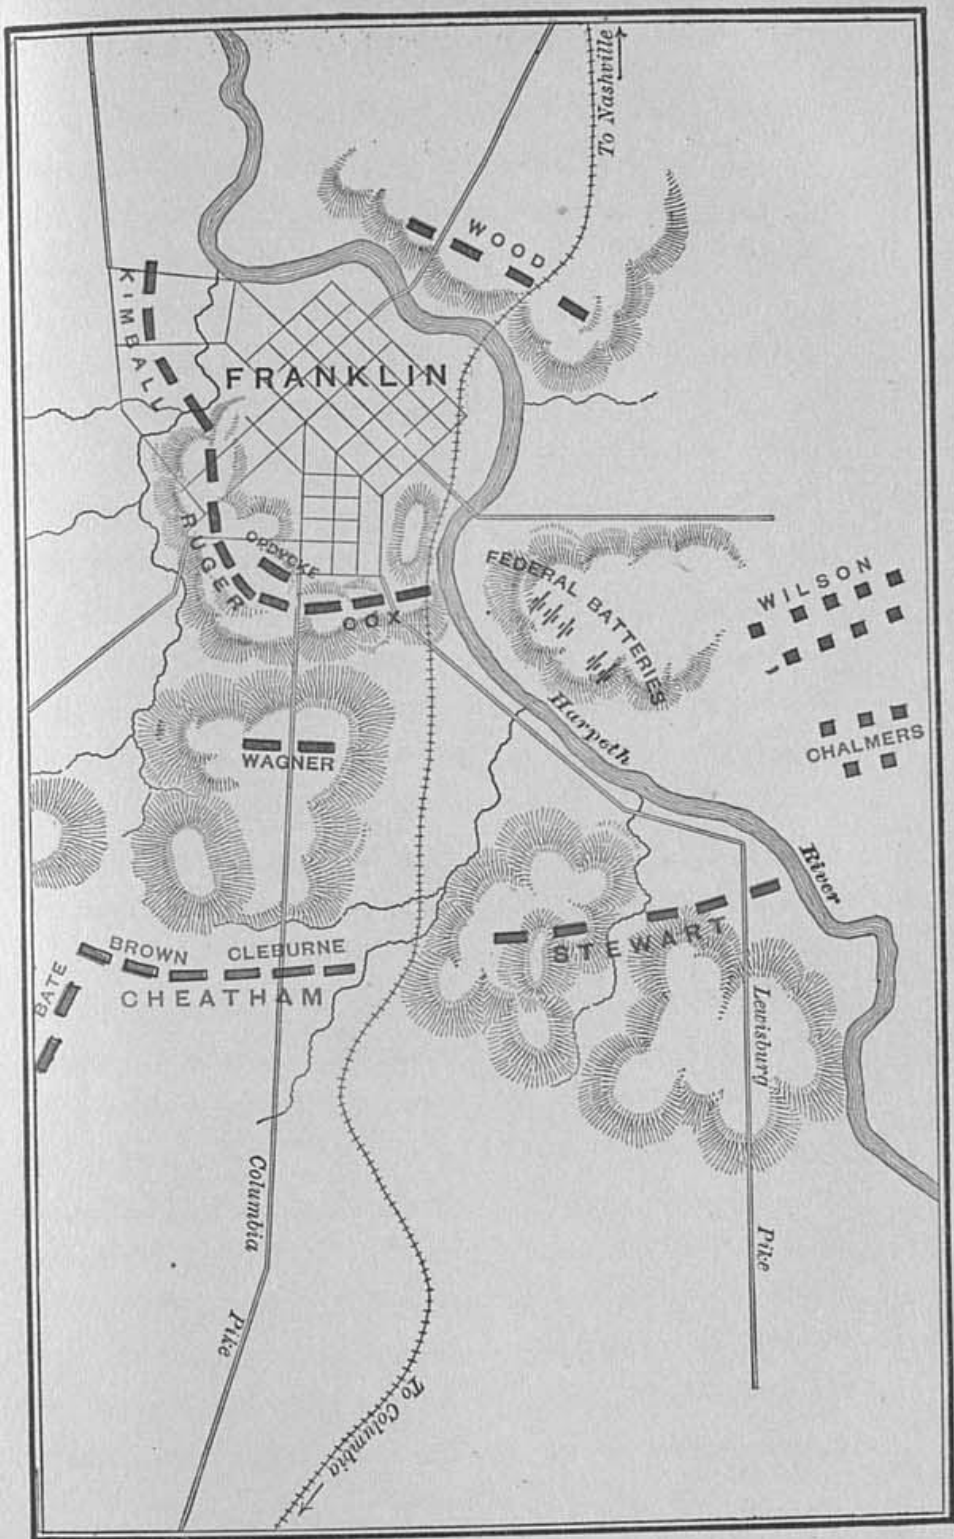 To Nashville
WOOD
KIMBALL
FRANKLIN
RUGER
OPDYCKE
COX
FEDERAL BATTERIES
WILSON
CHALMERS
WAGNER
Harpeth
River
BROWN
CLEBURNE
BATE
CHEATHAM
STEWART
Lewisburg
Pike
Columbia
Pike
To Columbia